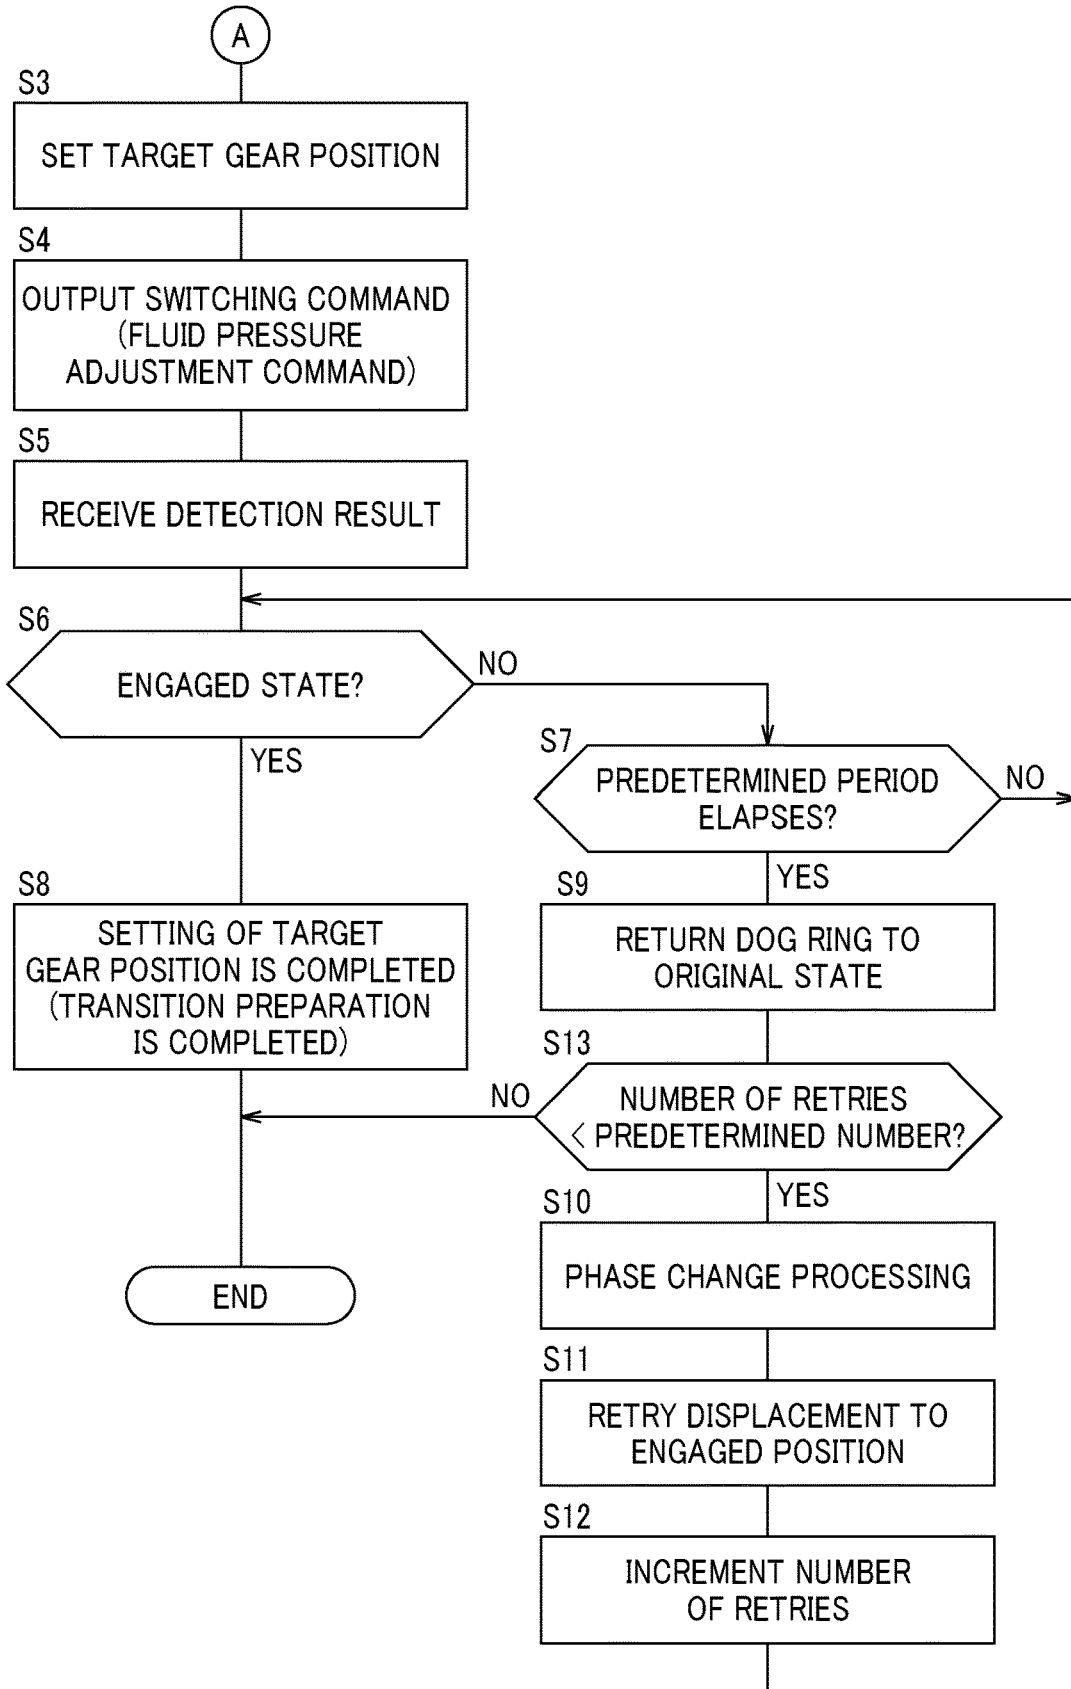 A
S3
SET TARGET GEAR POSITION
S4
OUTPUT SWITCHING COMMAND
(FLUID PRESSURE
ADJUSTMENT COMMAND)
S5
RECEIVE DETECTION RESULT
S6
ENGAGED STATE?
NO
YES
S7
PREDETERMINED PERIOD
ELAPSES?
NO
YES
S8
SETTING OF TARGET
GEAR POSITION IS COMPLETED
(TRANSITION PREPARATION
IS COMPLETED)
S9
RETURN DOG RING TO
ORIGINAL STATE
S13
NUMBER OF RETRIES
< PREDETERMINED NUMBER?
NO
YES
END
S10
PHASE CHANGE PROCESSING
S11
RETRY DISPLACEMENT TO
ENGAGED POSITION
S12
INCREMENT NUMBER
OF RETRIES